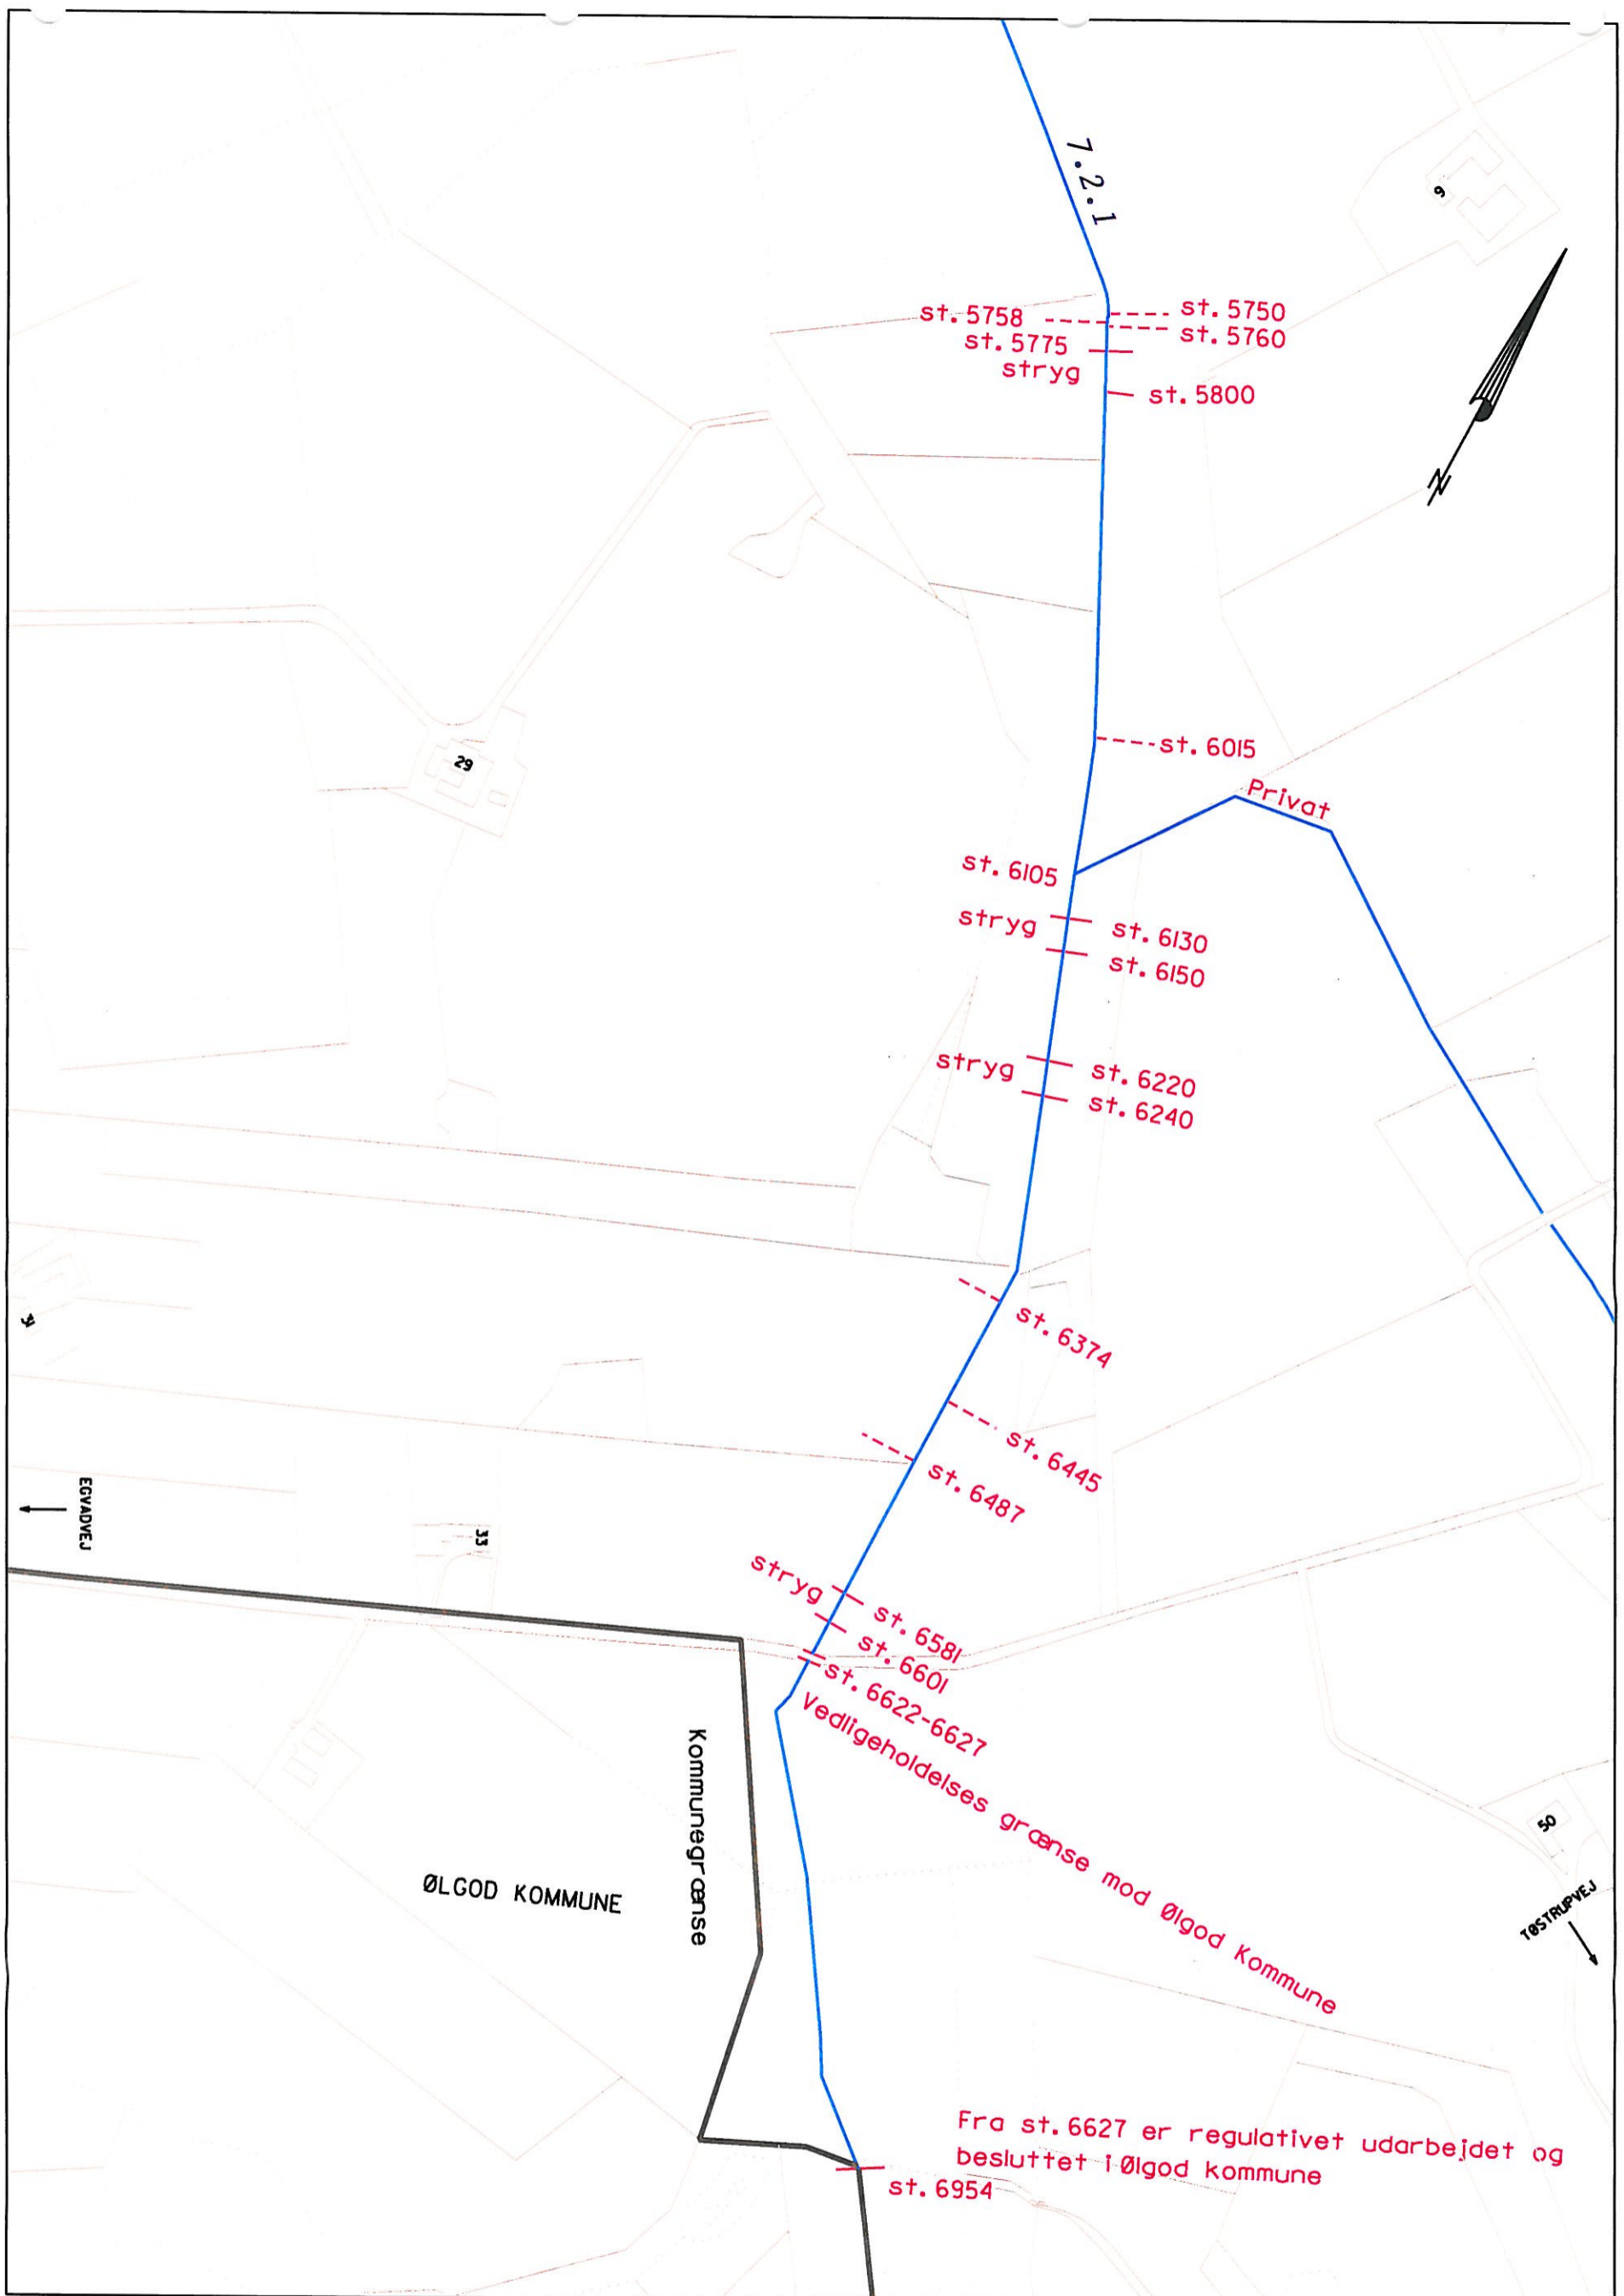 7.2.1
9
st. 5750
st. 5758
st. 5760
st. 5775
stryg
st. 5800
N
st. 6015
29
Privat
st. 6105
stryg
st. 6130
st. 6150
stryg
st. 6220
st. 6240
31
st. 6374
st. 6445
st. 6487
EGVADVEJ
33
stryg
st. 6581
st. 6601
st. 6622-6627
Vedligeholdelses grænse mod Ølgod Kommune
Kommunegrænse
ØLGOD KOMMUNE
50
TØSTRUPVEJ
Fra st. 6627 er regulativet udarbejdet og
besluttet i Ølgod kommune
st. 6954